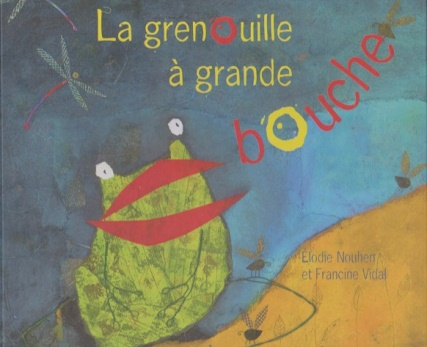 La grenouille
à grande
bouche
Élodie Nouhen
et Francine Vidal